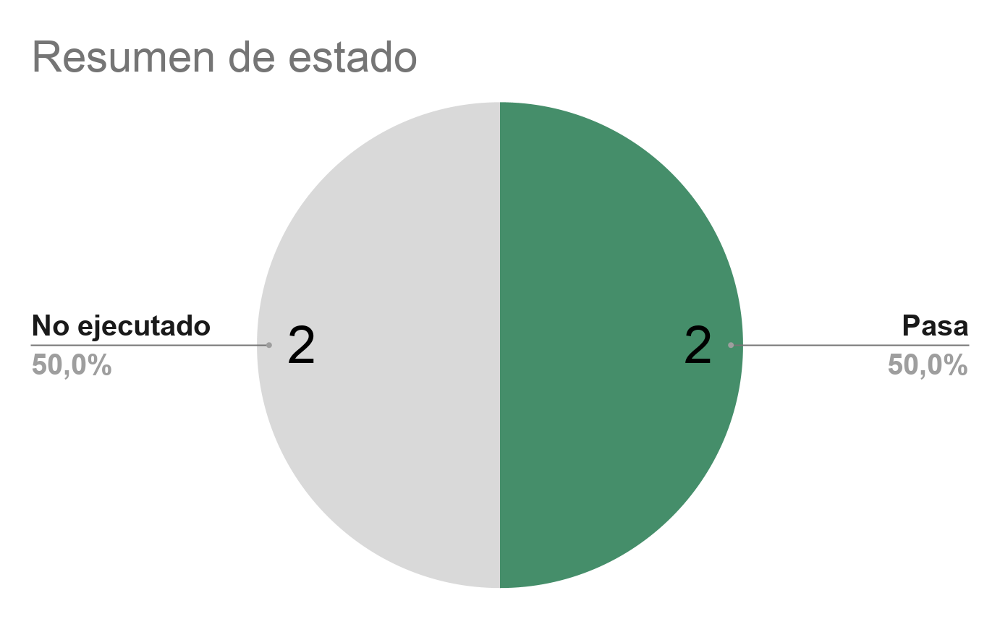 Resumen de estado
No ejecutado
50,0%
2
2
Pasa
50,0%